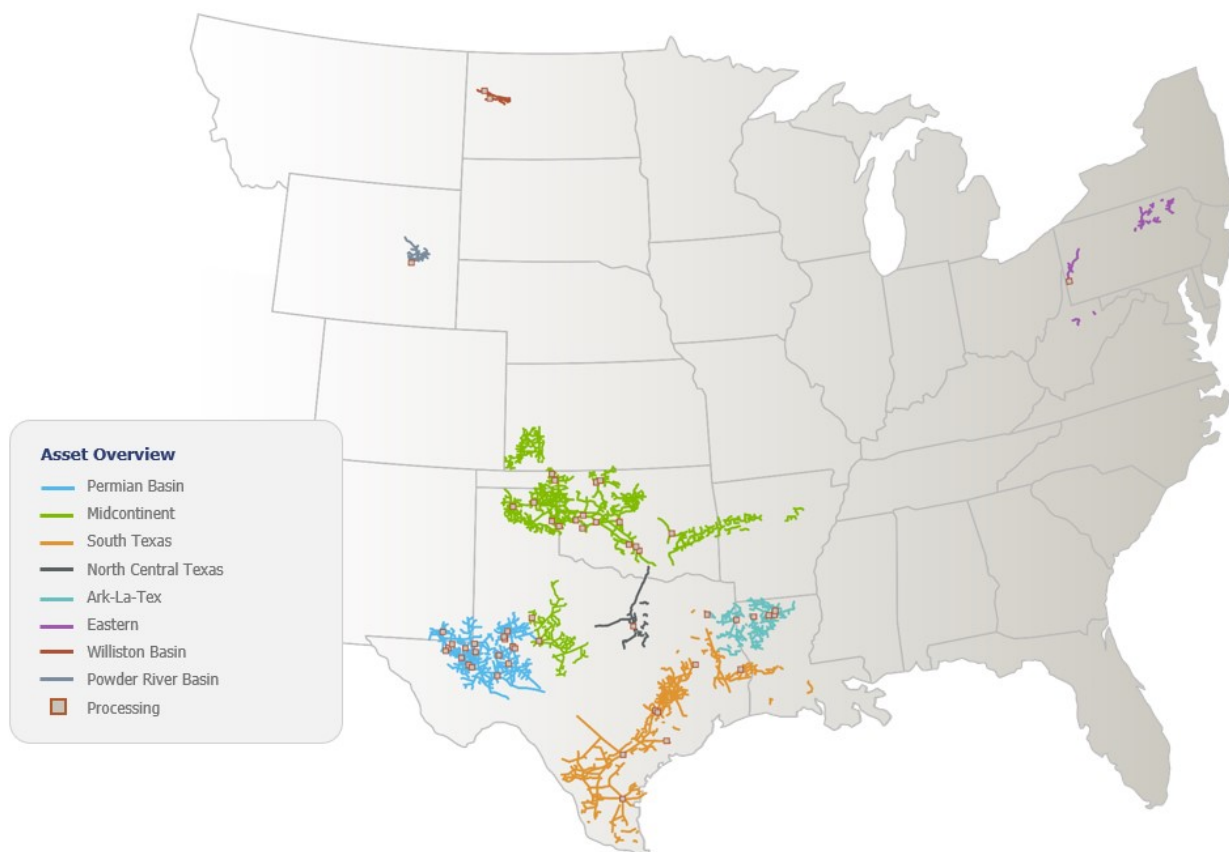 Asset Overview
Permian Basin
Midcontinent
South Texas
North Central Texas
Ark-La-Tex
Eastern
Williston Basin
Powder River Basin
Processing